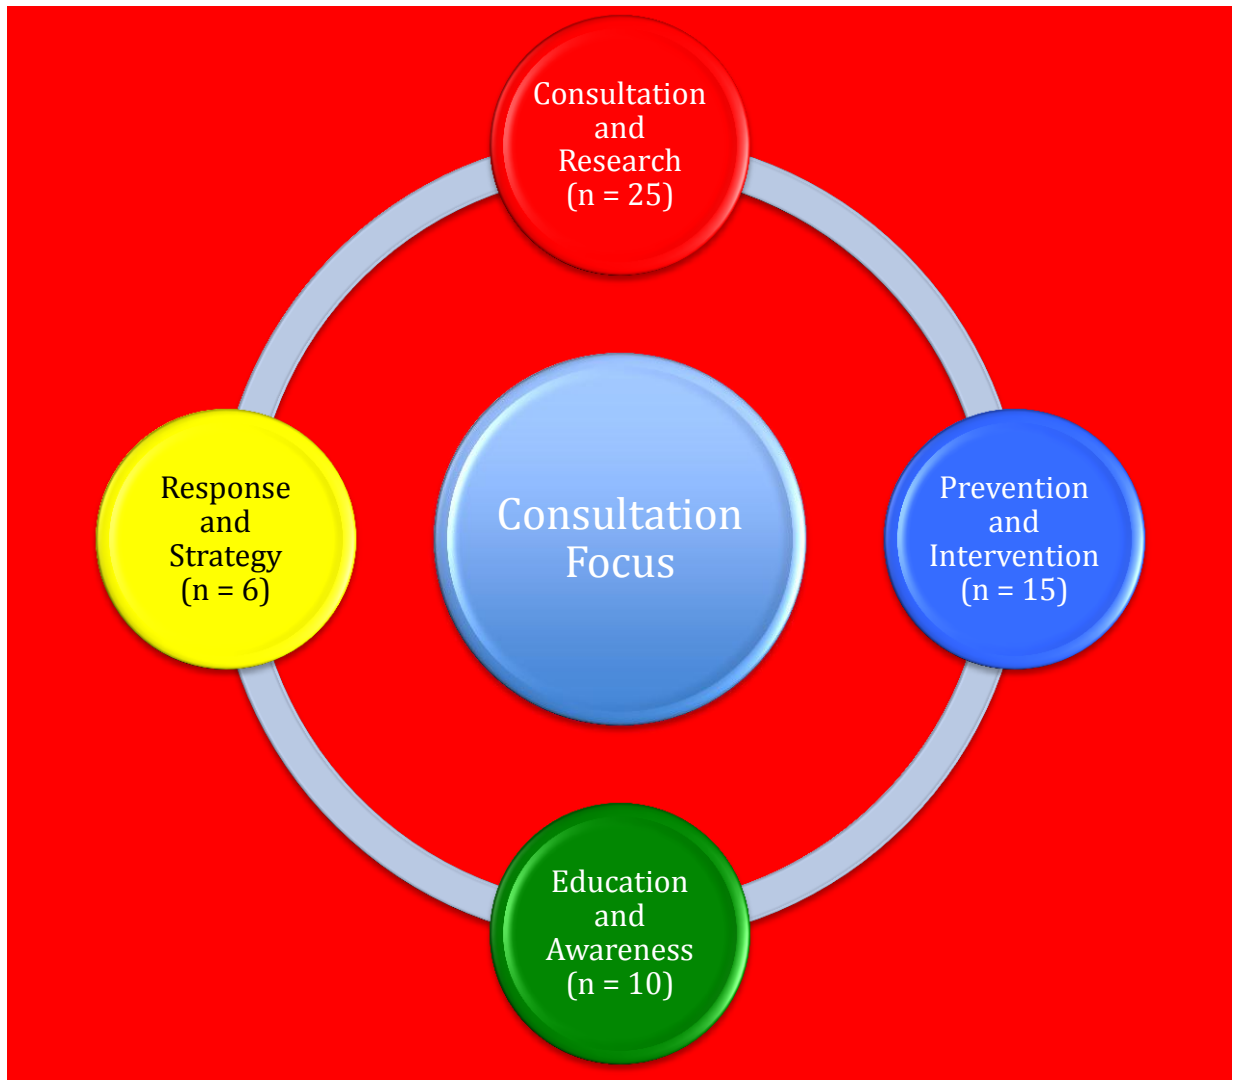 Consultation
and
Research
(n = 25)
Response
and
Strategy
(n = 6)
Consultation
Focus
Prevention
and
Intervention
(n = 15)
Education
and
Awareness
(n = 10)